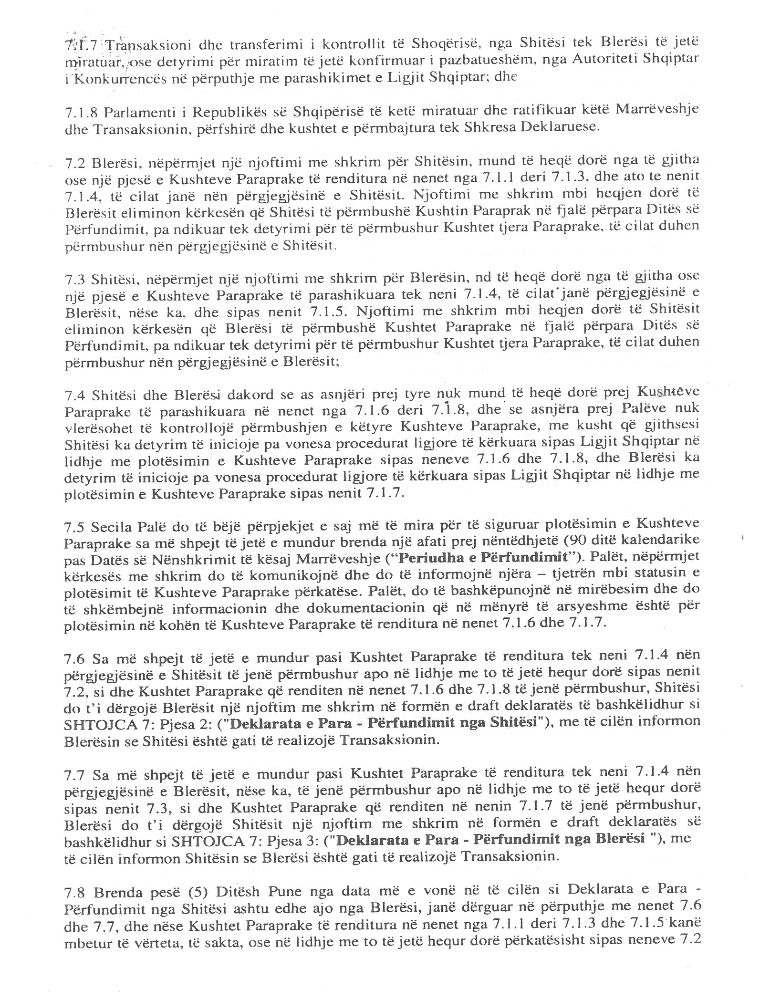 7.1.7 Transaksioni dhe transferimi i kontrollit të Shoqërisë, nga Shitësi tek Blerësi të jetë
miratuar, ose detyrimi për miratim të jetë konfirmuar i pazbatueshëm, nga Autoriteti Shqiptar
i Konkurrencës në përputhje me parashikimet e Ligjit Shqiptar; dhe
7.1.8 Parlamenti i Republikës së Shqipërisë të ketë miratuar dhe ratifikuar këtë Marrëveshje
dhe Transaksionin, përfshirë dhe kushtet e përmbajtura tek Shkresa Deklaruese.
7.2 Blerësi, nëpërmjet një njoftimi me shkrim për Shitësin, mund të heqë dorë nga të gjitha
ose një pjesë e Kushteve Paraprake të renditura në nenet nga 7.1.1 deri 7.1.3, dhe ato te nenit
7.1.4, të cilat janë nën përgjegjësinë e Shitësit. Njoftimi me shkrim mbi heqjen dorë të
Blerësit eliminon kërkesën që Shitësi të përmbushë Kushtin Paraprak në fjalë përpara Ditës së
Përfundimit, pa ndikuar tek detyrimi për të përmbushur Kushtet tjera Paraprake, të cilat duhen
përmbushur nën përgjegjësinë e Shitësit.
7.3 Shitësi, nëpërmjet një njoftimi me shkrim për Blerësin, nd të heqë dorë nga të gjitha ose
një pjesë e Kushteve Paraprake të parashikuara tek neni 7.1.4, të cilat janë përgjegjësinë e
Blerësit, nëse ka, dhe sipas nenit 7.1.5. Njoftimi me shkrim mbi heqjen dorë të Shitësit
eliminon kërkesën që Blerësi të përmbushë Kushtet Paraprake në fjalë përpara Ditës së
Përfundimit, pa ndikuar tek detyrimi për të përmbushur Kushtet tjera Paraprake, të cilat duhen
përmbushur nën përgjegjësinë e Blerësit;
7.4 Shitësi dhe Blerësi dakord se as asnjëri prej tyre nuk mund të heqë dorë prej Kushteve
Paraprake të parashikuara në nenet nga 7.1.6 deri 7.1.8, dhe se asnjëra prej Palëve nuk
vlerësohet të kontrollojë përmbushjen e këtyre Kushteve Paraprake, me kusht që gjithsesi
Shitësi ka detyrim të inicioje pa vonesa procedurat ligjore të kërkuara sipas Ligjit Shqiptar në
lidhje me plotësimin e Kushteve Paraprake sipas neneve 7.1.6 dhe 7.1.8, dhe Blerësi ka
detyrim të inicioje pa vonesa procedurat ligjore të kërkuara sipas Ligjit Shqiptar në lidhje me
plotësimin e Kushteve Paraprake sipas nenit 7.1.7.
7.5 Secila Palë do të bëjë përpjekjet e saj më të mira për të siguruar plotësimin e Kushteve
Paraprake sa më shpejt të jetë e mundur brenda një afati prej nëntëdhjetë (90 ditë kalendarike
pas Datës së Nënshkrimit të kësaj Marrëveshje (“Periudha e Përfundimit”). Palët, nëpërmjet
kërkesës me shkrim do të komunikojnë dhe do të informojnë njëra – tjetrën mbi statusin e
plotësimit të Kushteve Paraprake përkatëse. Palët, do të bashkëpunojnë në mirëbesim dhe do
të shkëmbejnë informacionin dhe dokumentacionin që në mënyrë të arsyeshme është për
plotësimin në kohën të Kushteve Paraprake të renditura në nenet 7.1.6 dhe 7.1.7.
7.6 Sa më shpejt të jetë e mundur pasi Kushtet Paraprake të renditura tek neni 7.1.4 nën
përgjegjësinë e Shitësit të jenë përmbushur apo në lidhje me to të jetë hequr dorë sipas nenit
7.2, si dhe Kushtet Paraprake që renditen në nenet 7.1.6 dhe 7.1.8 të jenë përmbushur, Shitësi
do t’i dërgojë Blerësit një njoftim me shkrim në formën e draft deklaratës të bashkëlidhur si
SHTOJCA 7: Pjesa 2: ("Deklarata e Para - Përfundimit nga Shitësi"), me të cilën informon
Blerësin se Shitësi është gati të realizojë Transaksionin.
7.7 Sa më shpejt të jetë e mundur pasi Kushtet Paraprake të renditura tek neni 7.1.4 nën
përgjegjësinë e Blerësit, nëse ka, të jenë përmbushur apo në lidhje me to të jetë hequr dorë
sipas nenit 7.3, si dhe Kushtet Paraprake që renditen në nenin 7.1.7 të jenë përmbushur,
Blerësi do t’i dërgojë Shitësit një njoftim me shkrim në formën e draft deklaratës së
bashkëlidhur si SHTOJCA 7: Pjesa 3: ("Deklarata e Para - Përfundimit nga Blerësi "), me
të cilën informon Shitësin se Blerësi është gati të realizojë Transaksionin.
7.8 Brenda pesë (5) Ditësh Pune nga data më e vonë në të cilën si Deklarata e Para -
Përfundimit nga Shitësi ashtu edhe ajo nga Blerësi, janë dërguar në përputhje me nenet 7.6
dhe 7.7, dhe nëse Kushtet Paraprake të renditura në nenet nga 7.1.1 deri 7.1.3 dhe 7.1.5 kanë
mbetur të vërteta, të sakta, ose në lidhje me to të jetë hequr dorë përkatësisht sipas neneve 7.2